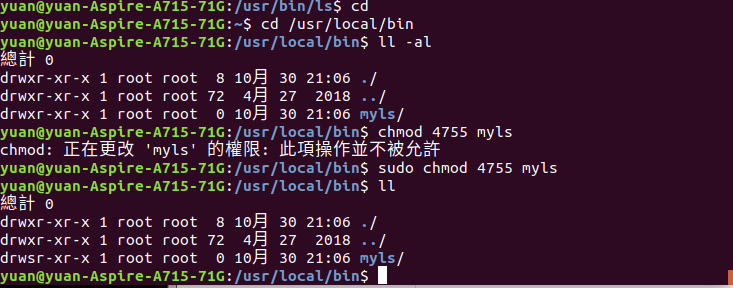 yuan@yuan-Aspire-A715-71G:/usr/bin/ls$ cd
yuan@yuan-Aspire-A715-71G:~$ cd /usr/local/bin
yuan@yuan-Aspire-A715-71G:/usr/local/bin$ ll -al
總計 0
drwxr-xr-x 1 root root  8 10月 30 21:06 ./
drwxr-xr-x 1 root root 72  4月 27  2018 ../
drwxr-xr-x 1 root root  0 10月 30 21:06 myls/
yuan@yuan-Aspire-A715-71G:/usr/local/bin$ chmod 4755 myls
chmod: 正在更改 'myls' 的權限: 此項操作並不被允許
yuan@yuan-Aspire-A715-71G:/usr/local/bin$ sudo chmod 4755 myls
yuan@yuan-Aspire-A715-71G:/usr/local/bin$ ll
總計 0
drwxr-xr-x 1 root root  8 10月 30 21:06 ./
drwxr-xr-x 1 root root 72  4月 27  2018 ../
drwsr-xr-x 1 root root  0 10月 30 21:06 myls/
yuan@yuan-Aspire-A715-71G:/usr/local/bin$